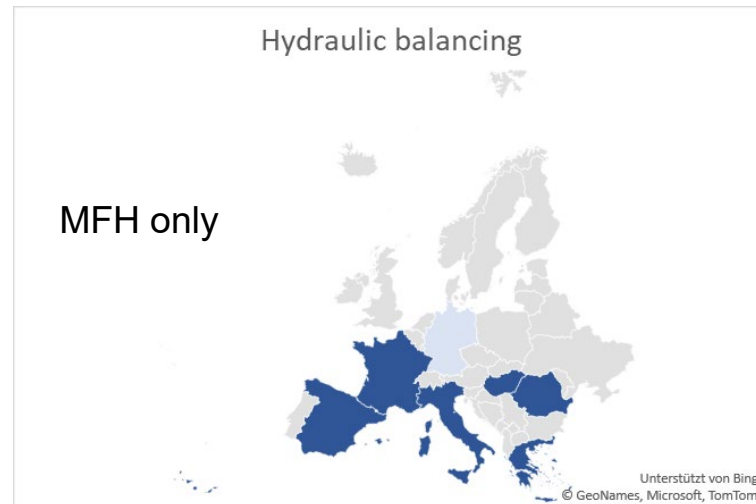 Hydraulic balancing
MFH only
Unterstützt von Bing
© GeoNames, Microsoft, TomTom